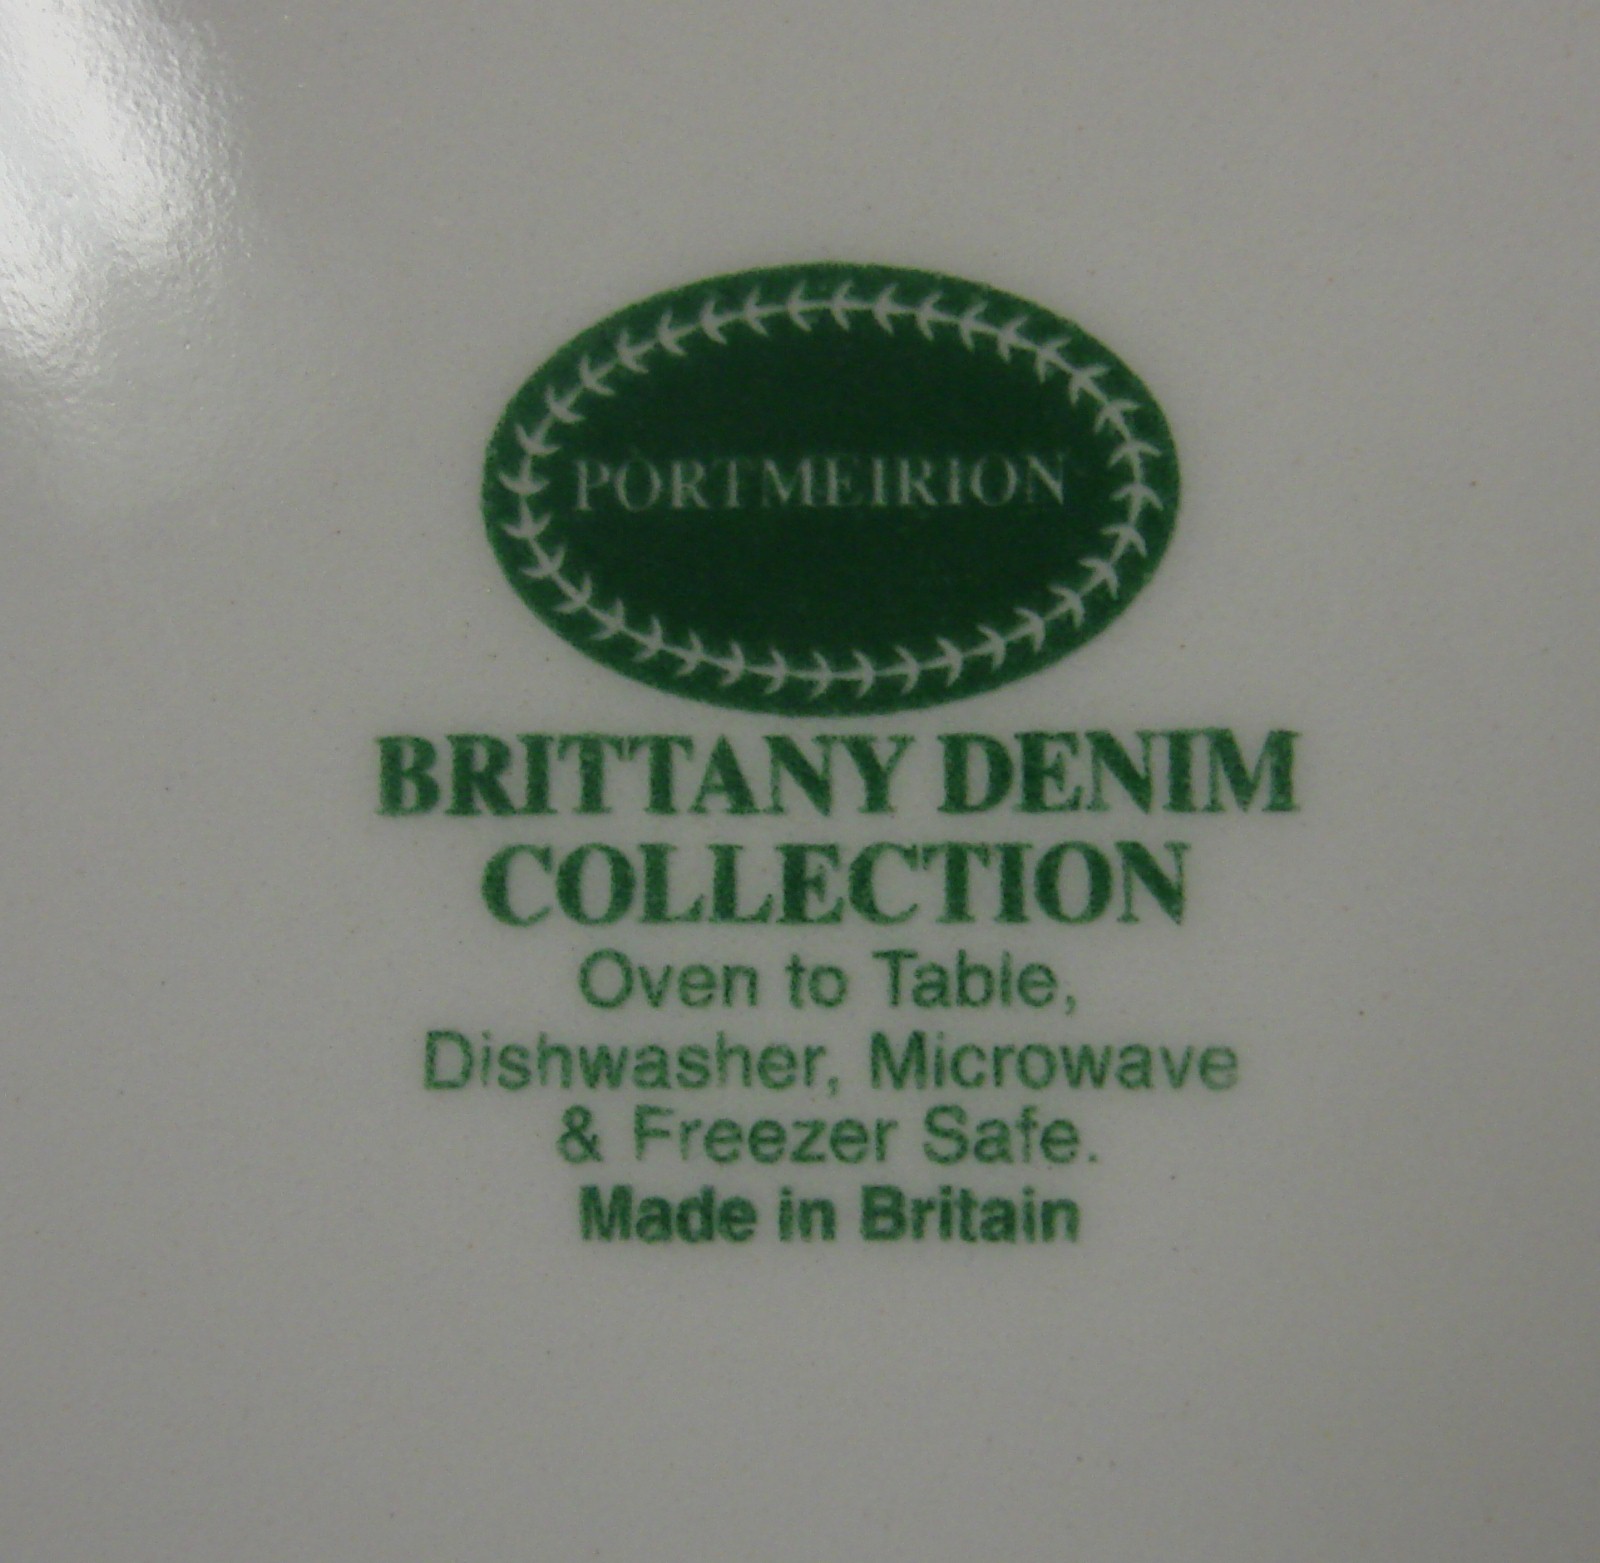 PORTMEIRION
BRITTANY DENIM
COLLECTION
Oven to Table,
Dishwasher, Microwave
& Freezer Safe.
Made in Britain